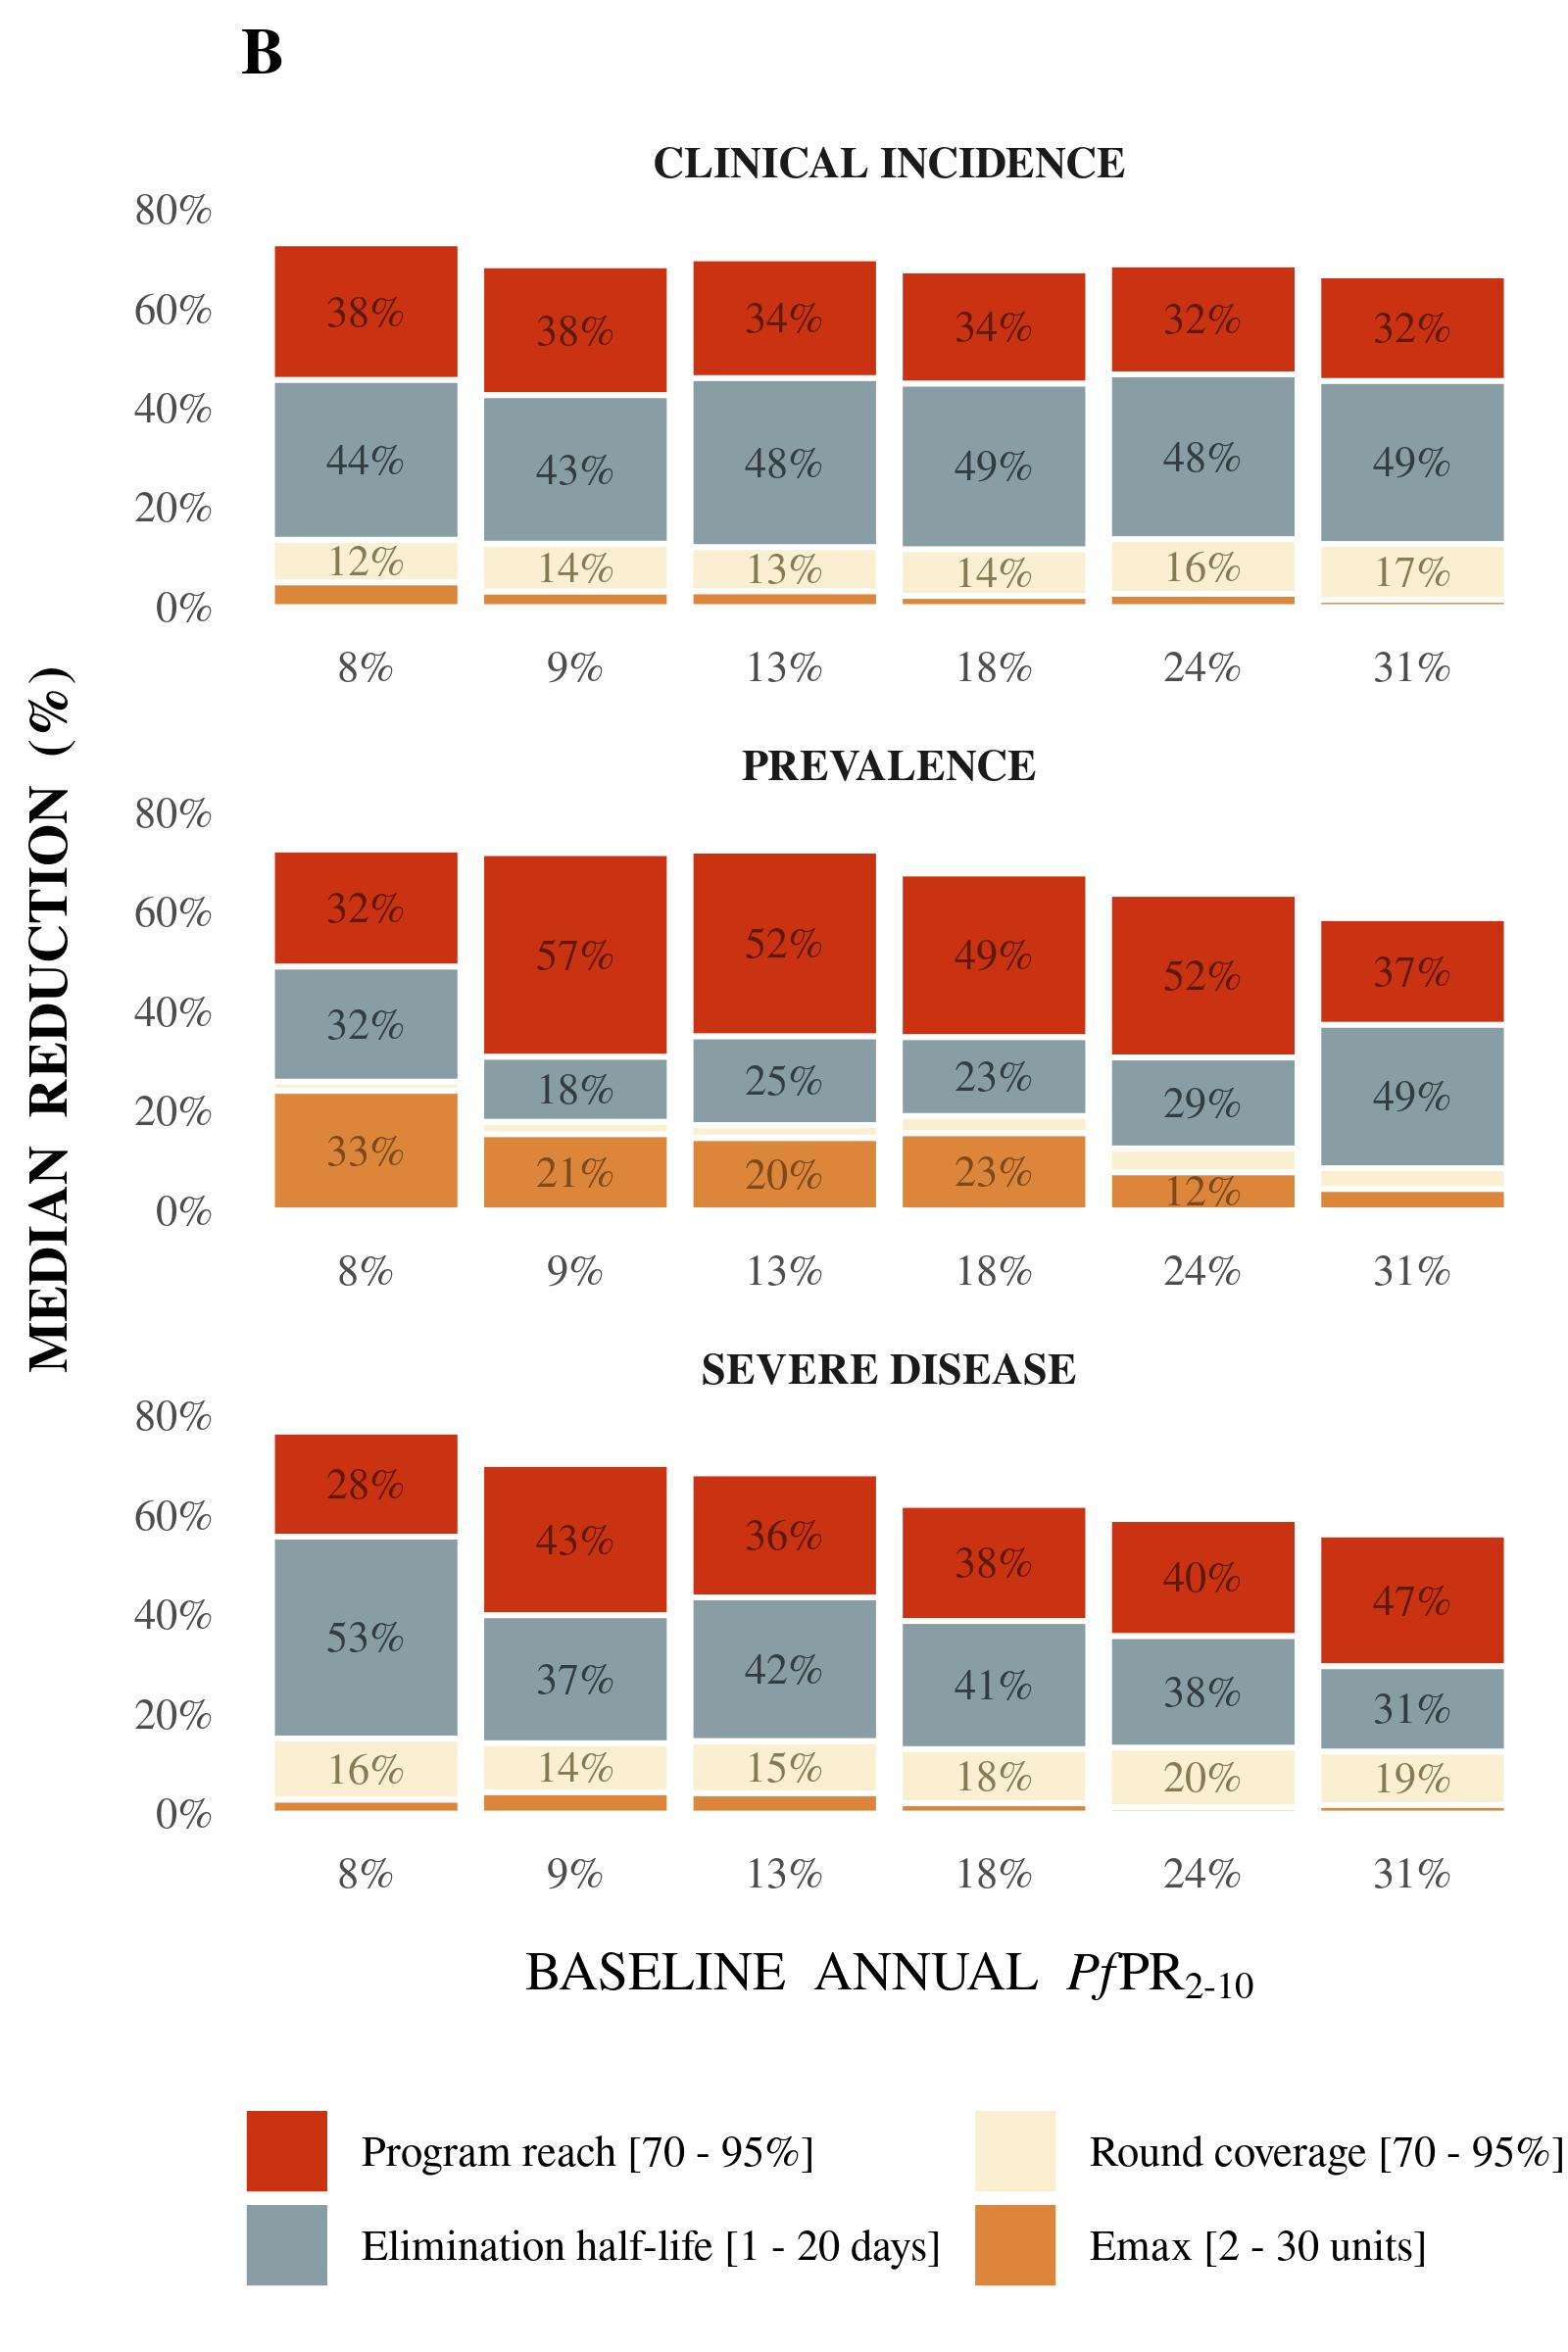 B
CLINICAL INCIDENCE
80%
60%
40%
20%
0%
38% 38% 34% 34% 32% 32%
44% 43% 48% 49% 48% 49%
12% 14% 13% 14% 16% 17%
8% 9% 13% 18% 24% 31%
MEDIAN REDUCTION (%)
PREVALENCE
80%
60%
40%
20%
0%
32% 57% 52% 49% 52% 37%
32% 18% 25% 23% 29% 49%
33% 21% 20% 23% 12%
8% 9% 13% 18% 24% 31%
SEVERE DISEASE
80%
60%
40%
20%
0%
28% 43% 36% 38% 40% 47%
53% 37% 42% 41% 38% 31%
16% 14% 15% 18% 20% 19%
8% 9% 13% 18% 24% 31%
BASELINE ANNUAL PfPR2-10
Program reach [70 - 95%]
Elimination half-life [1 - 20 days]
Round coverage [70 - 95%]
Emax [2 - 30 units]